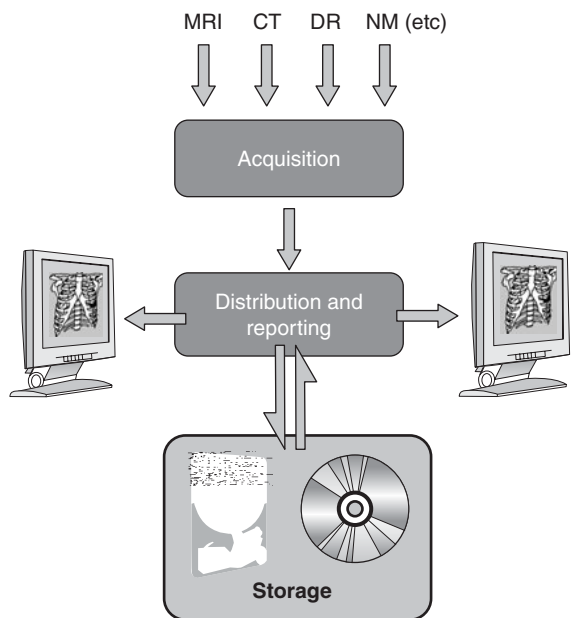 MRI CT DR NM (etc)
Acquisition
Distribution and
reporting
Storage